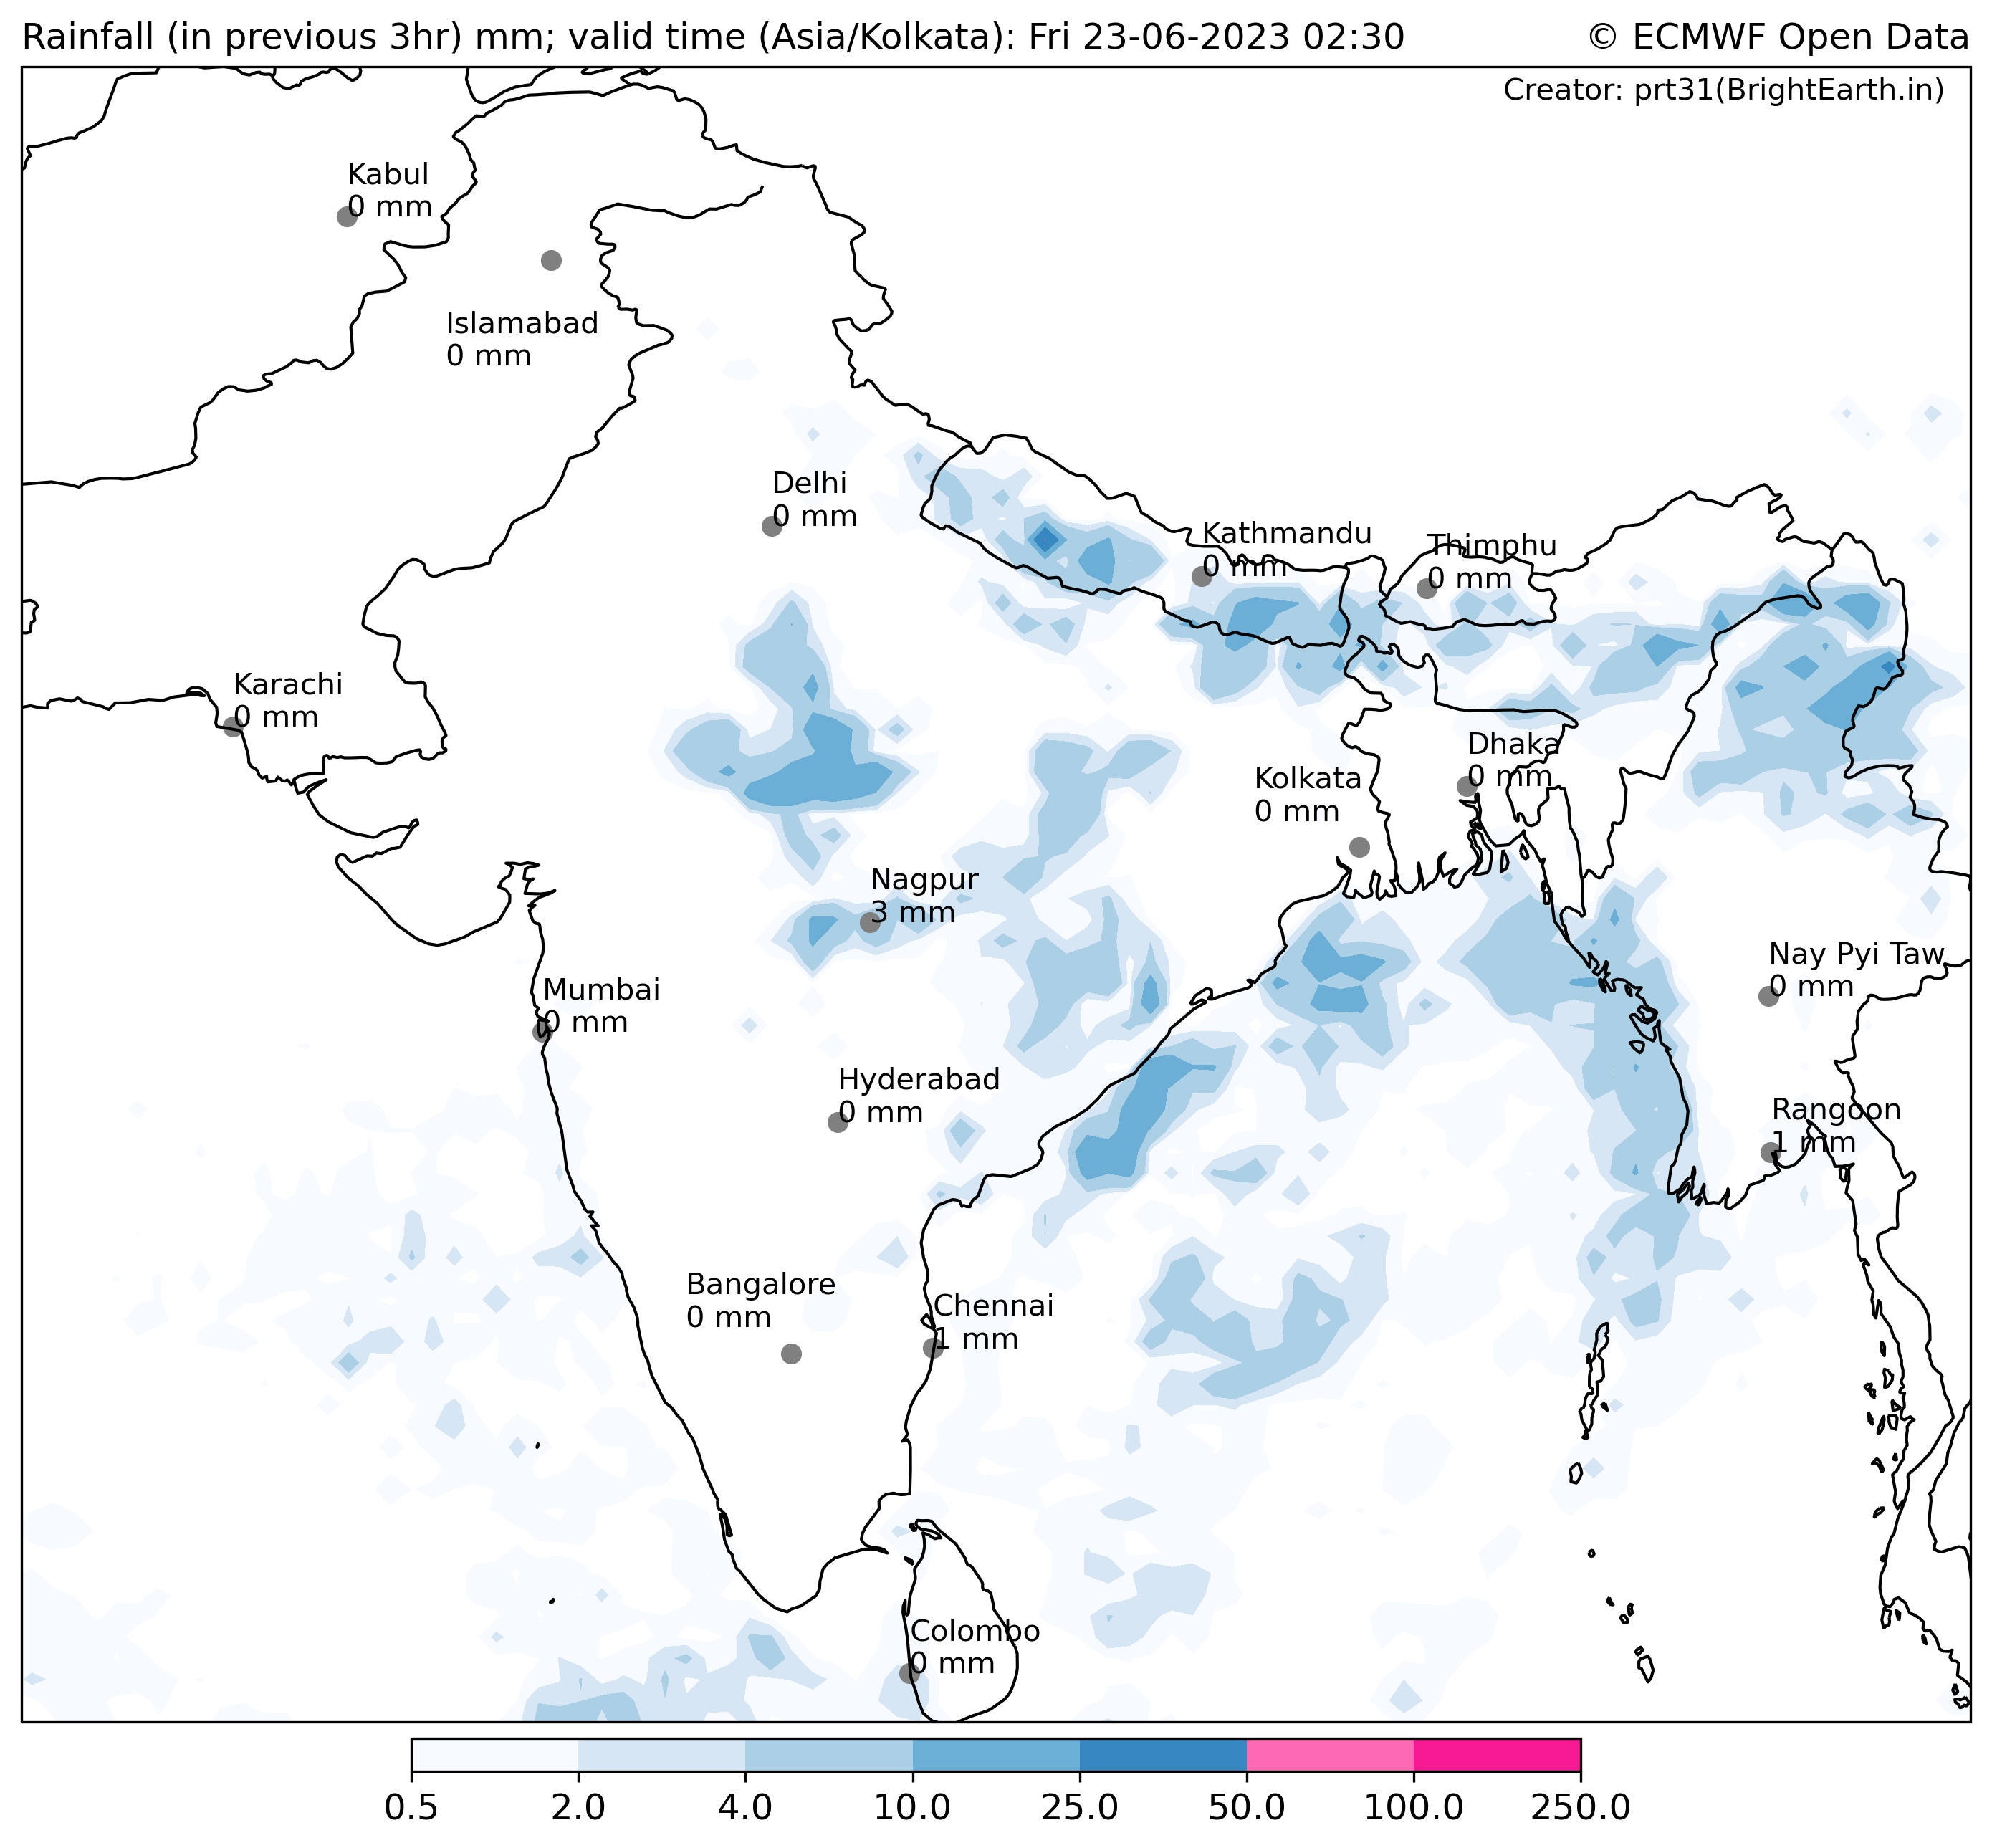 Rainfall (in previous 3hr) mm; valid time (Asia/Kolkata): Fri 23-06-2023 02:30
© ECMWF Open Data
Creator: prt31(BrightEarth.in)
Kabul
0 mm
Islamabad
0 mm
Delhi
0 mm
Kathmandu
0 mm
Thimphu
0 mm
Karachi
0 mm
Dhaka
0 mm
Kolkata
0 mm
Nagpur
3 mm
Nay Pyi Taw
0 mm
Mumbai
0 mm
Hyderabad
0 mm
Rangoon
1 mm
Bangalore
0 mm
Chennai
1 mm
Colombo
0 mm
0.5 2.0 4.0 10.0 25.0 50.0 100.0 250.0